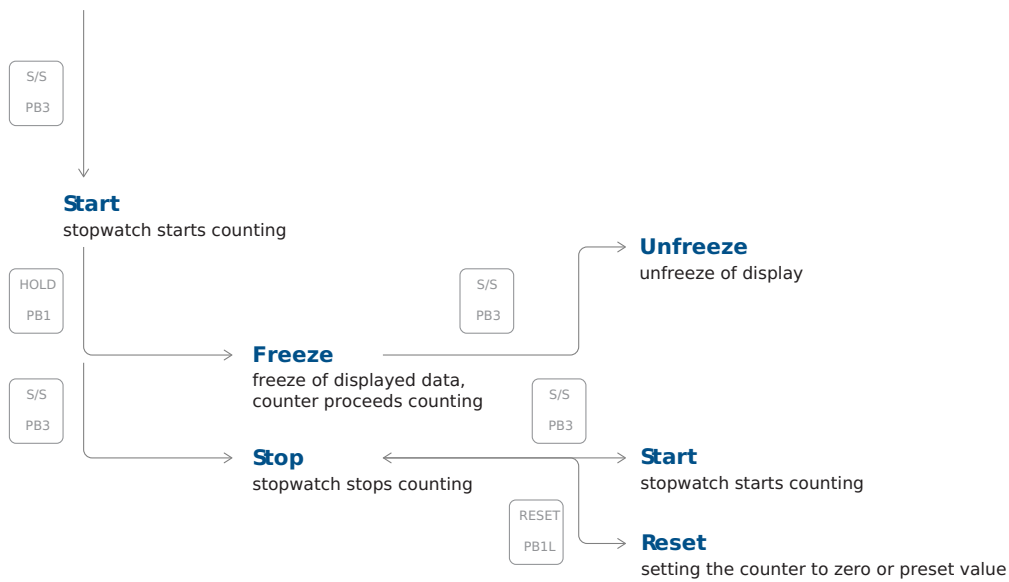 S/S
PB3
Start
stopwatch starts counting
HOLD
PB1
S/S
PB3
Unfreeze
unfreeze of display
Freeze
freeze of displayed data,
counter proceeds counting
S/S
PB3
S/S
PB3
Stop
stopwatch stops counting
Start
stopwatch starts counting
RESET
PB1L
Reset
setting the counter to zero or preset value